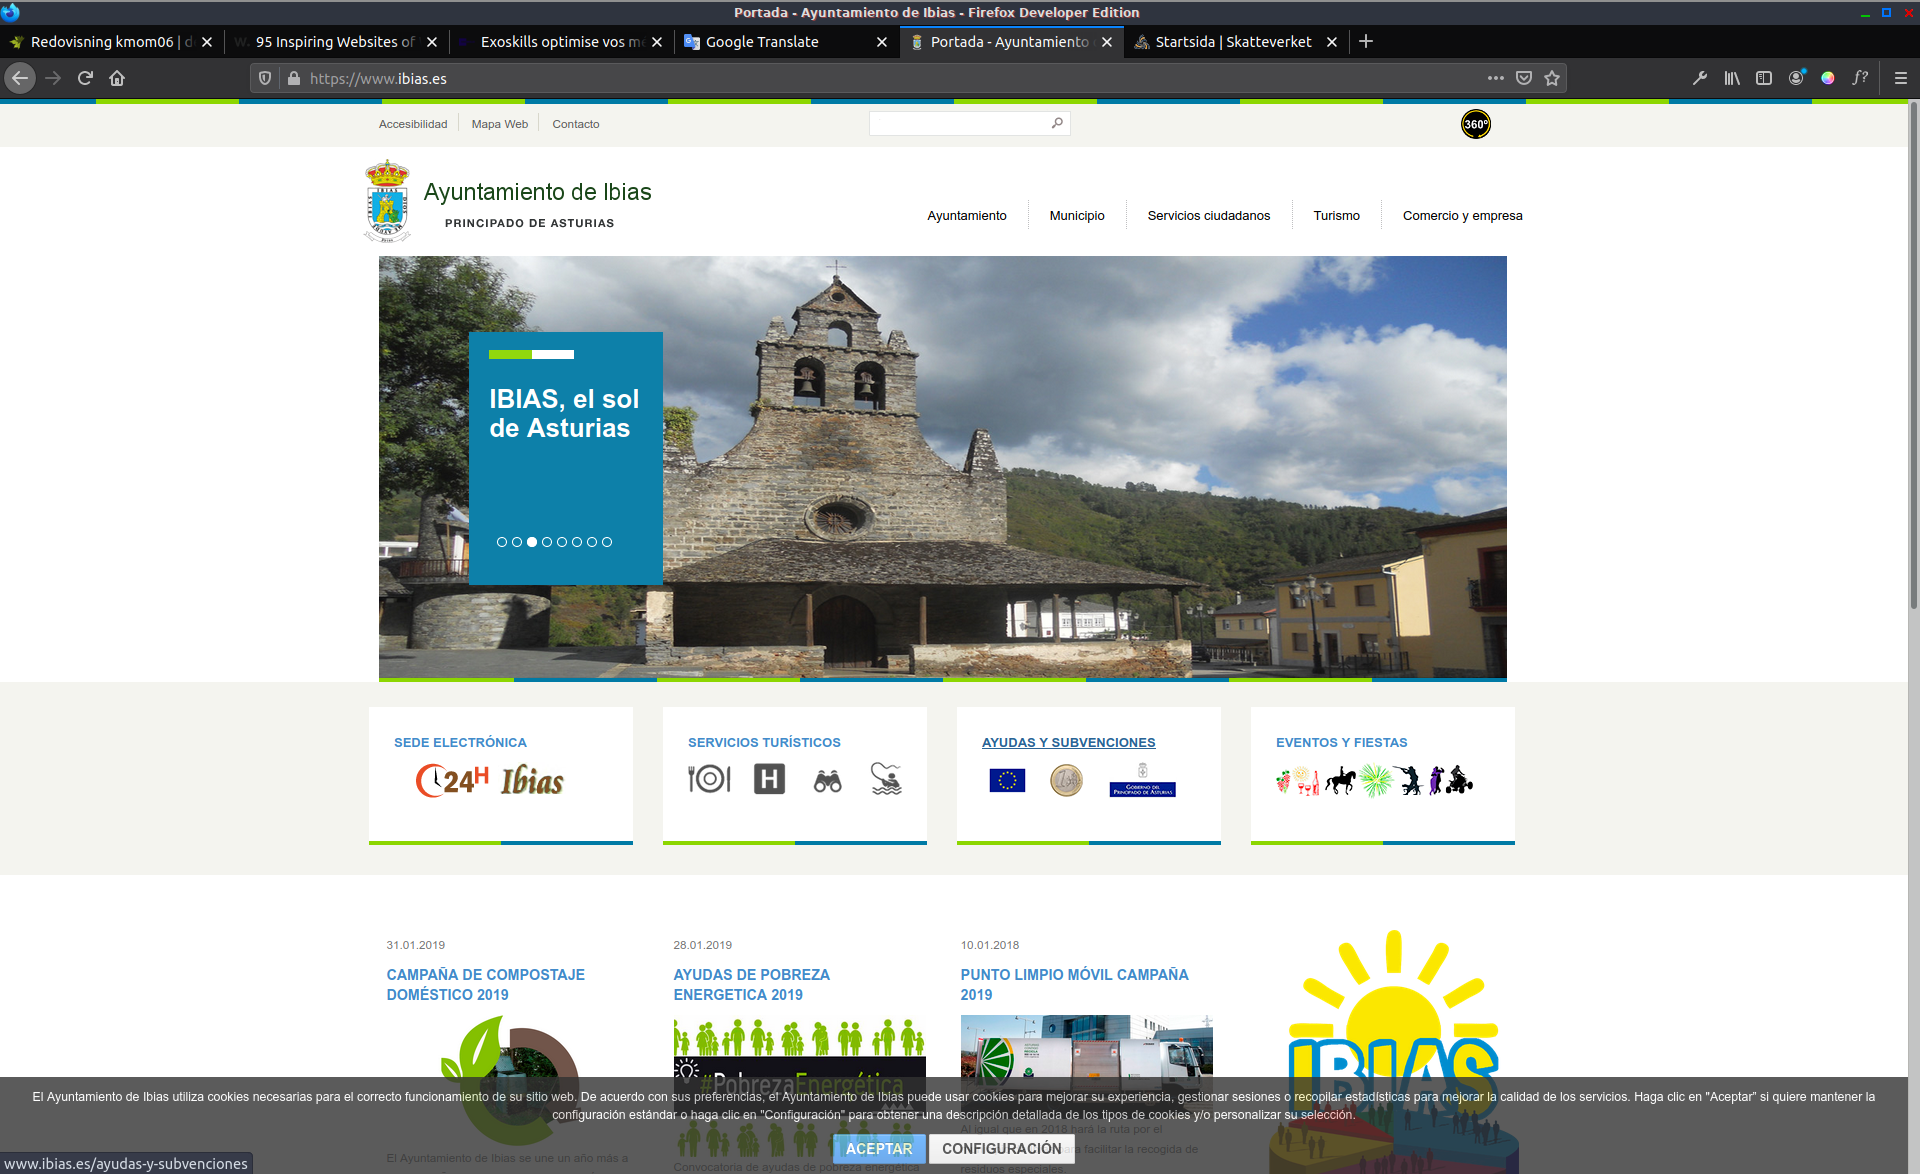 Portada - Ayuntamiento de Ibias - Firefox Developer Edition
Redovisning kmom06 | d
95 Inspiring Websites of
Exoskills optimise vos m
Google Translate
Portada - Ayuntamiento
Startsida | Skatteverket
https://www.ibias.es
Accesibilidad
Mapa Web
Contacto
360º
Ayuntamiento de Ibias
PRINCIPADO DE ASTURIAS
Ayuntamiento
Municipio
Servicios ciudadanos
Turismo
Comercio y empresa
IBIAS, el sol
de Asturias
SEDE ELECTRÓNICA
24H Ibias
SERVICIOS TURÍSTICOS
H
AYUDAS Y SUBVENCIONES
GOBIERNO DEL
PRINCIPADO DE ASTURIAS
EVENTOS Y FIESTAS
31.01.2019
CAMPAÑA DE COMPOSTAJE
DOMÉSTICO 2019
28.01.2019
AYUDAS DE POBREZA
ENERGETICA 2019
#PobrezaEnergética
10.01.2018
PUNTO LIMPIO MÓVIL CAMPAÑA
2019
IBIAS
El Ayuntamiento de Ibias utiliza cookies necesarias para el correcto funcionamiento de su sitio web. De acuerdo con sus preferencias, el Ayuntamiento de Ibias puede usar cookies para mejorar su experiencia, gestionar sesiones o recopilar estadísticas para mejorar la calidad de los servicios. Haga clic en "Aceptar" si quiere mantener la
configuración estándar o haga clic en "Configuración" para obtener una descripción detallada de los tipos de cookies y/o personalizar su selección.
Al igual que en 2018 hará la ruta por el
ACEPTAR
CONFIGURACIÓN
ra facilitar la recogida de
El Ayuntamiento de Ibias se une un año más a
Convocatoria de ayudas de pobreza energética
residuos especiales.
www.ibias.es/ayudas-y-subvenciones